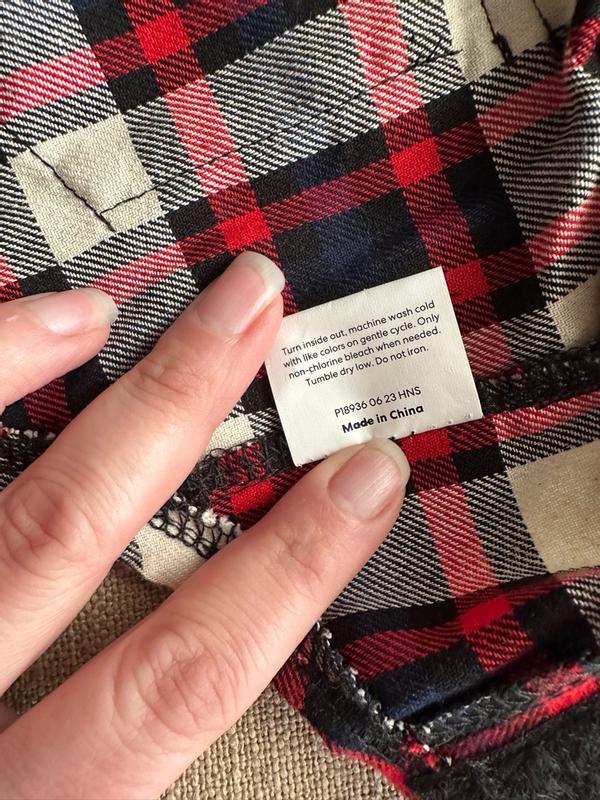 Turn inside out, machine wash cold
with like colors on gentle cycle. Only
non-chlorine bleach when needed.
Tumble dry low. Do not iron.
P18936 06 23 HNS
Made in China